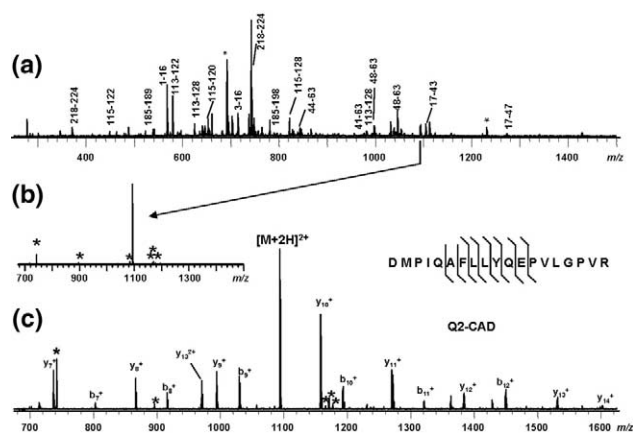 (a)
218-224
218-224
115-122
185-189
1-16
113-122
113-128
115-120
3-16
185-198
115-128
44-63
41-63
113-128
48-63
48-63
17-43
17-47
*
*
400 600 800 1000 1200 1400 m/z
(b)
* * * * * *
700 900 1100 1300 m/z
[M+2H]2+
DMPIQAFLLYQEPVLGPVR
Q2-CAD
(c)
y7+ * b7+ y8+ * b8+ y132+ y9+ b9+ y10+ * * * b10+ y11+ b11+ y12+ b12+ y13+ y14+
700 800 900 1000 1100 1200 1300 1400 1500 1600 m/z